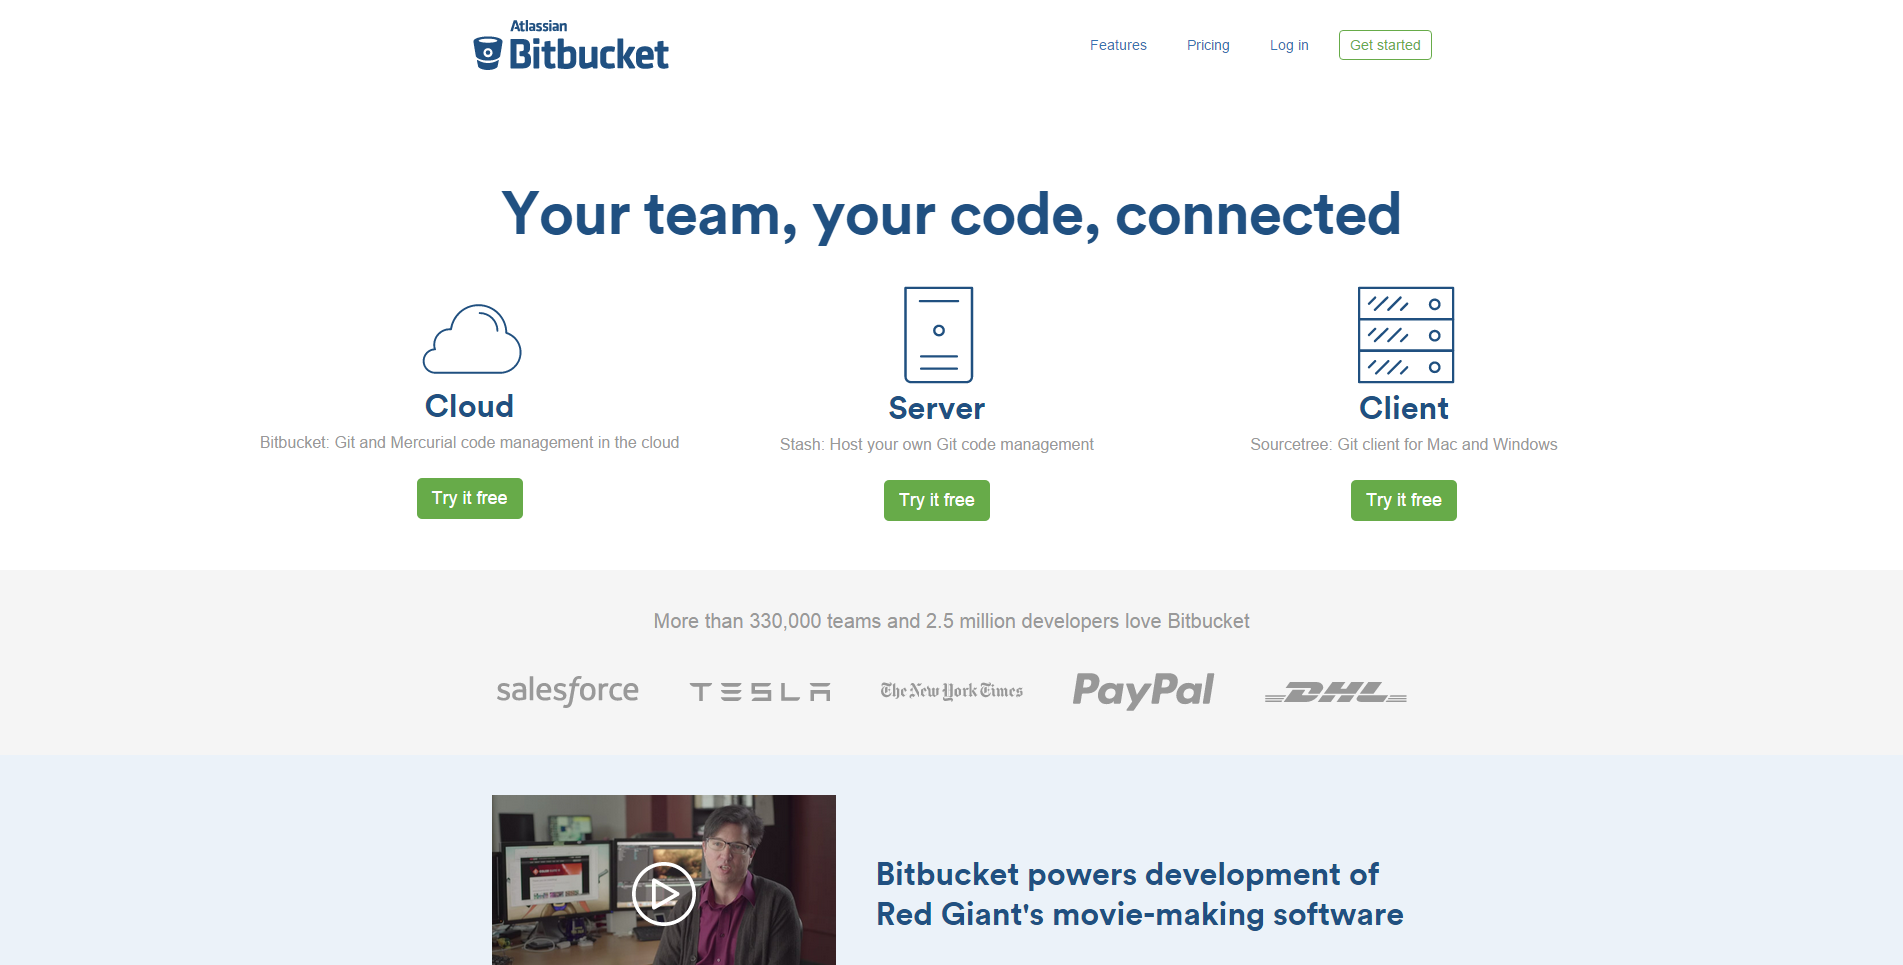 Atlassian
Bitbucket
Features Pricing Log in Get started
Your team, your code, connected
Cloud
Bitbucket: Git and Mercurial code management in the cloud
Try it free
Server
Stash: Host your own Git code management
Try it free
Client
Sourcetree: Git client for Mac and Windows
Try it free
More than 330,000 teams and 2.5 million developers love Bitbucket
salesforce TESLA The New York Times PayPal DHL
Bitbucket powers development of
Red Giant's movie-making software